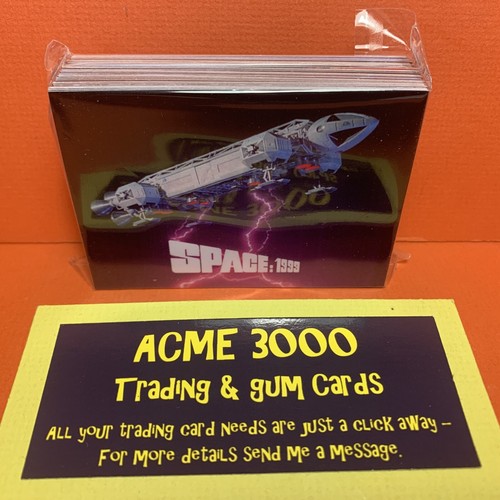 SPACE: 1999
ACME 3000
Trading & gum Cards
All your trading card needs are just a click away –
For more details send me a message.